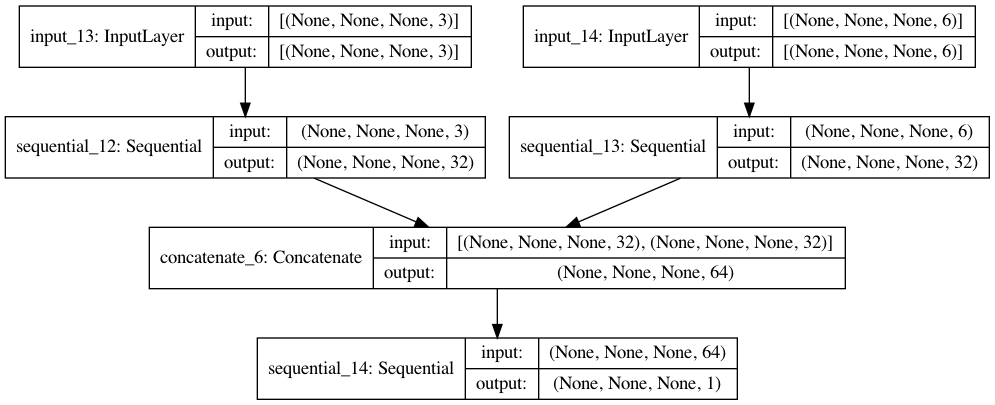 input_13: InputLayer
input:
[(None, None, None, 3)]
output:
[(None, None, None, 3)]
input_14: InputLayer
input:
[(None, None, None, 6)]
output:
[(None, None, None, 6)]
sequential_12: Sequential
input:
(None, None, None, 3)
output:
(None, None, None, 32)
sequential_13: Sequential
input:
(None, None, None, 6)
output:
(None, None, None, 32)
concatenate_6: Concatenate
input:
[(None, None, None, 32), (None, None, None, 32)]
output:
(None, None, None, 64)
sequential_14: Sequential
input:
(None, None, None, 64)
output:
(None, None, None, 1)